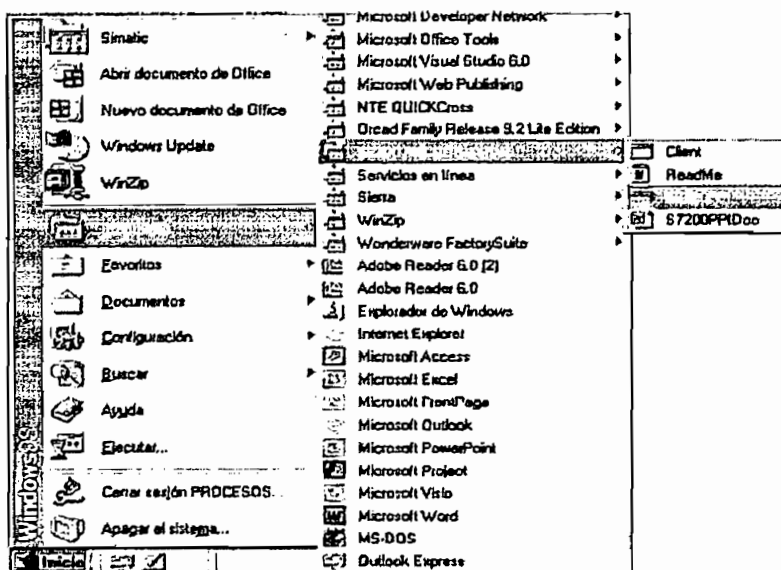 Simatic
Abrir documento de Office
Nuevo documento de Office
Windows Update
WinZip
Favoritos
Documentos
Configuración
Buscar
Ayuda
Ejecutar...
Cerrar sesión PROCESOS...
Apagar el sistema...
Windows98
Inicio
Microsoft Developer Network
Microsoft Office Tools
Microsoft Visual Studio 6.0
Microsoft Web Publishing
NTE QUICKCross
Orcad Family Release 9.2 Lite Edition
Servicios en línea
Sierra
WinZip
Wonderware FactorySuite
Adobe Reader 6.0 (2)
Adobe Reader 6.0
Explorador de Windows
Internet Explorer
Microsoft Access
Microsoft Excel
Microsoft FrontPage
Microsoft Outlook
Microsoft PowerPoint
Microsoft Project
Microsoft Visio
Microsoft Word
MS-DOS
Outlook Express
Client
ReadMe
S7200PPIDoc